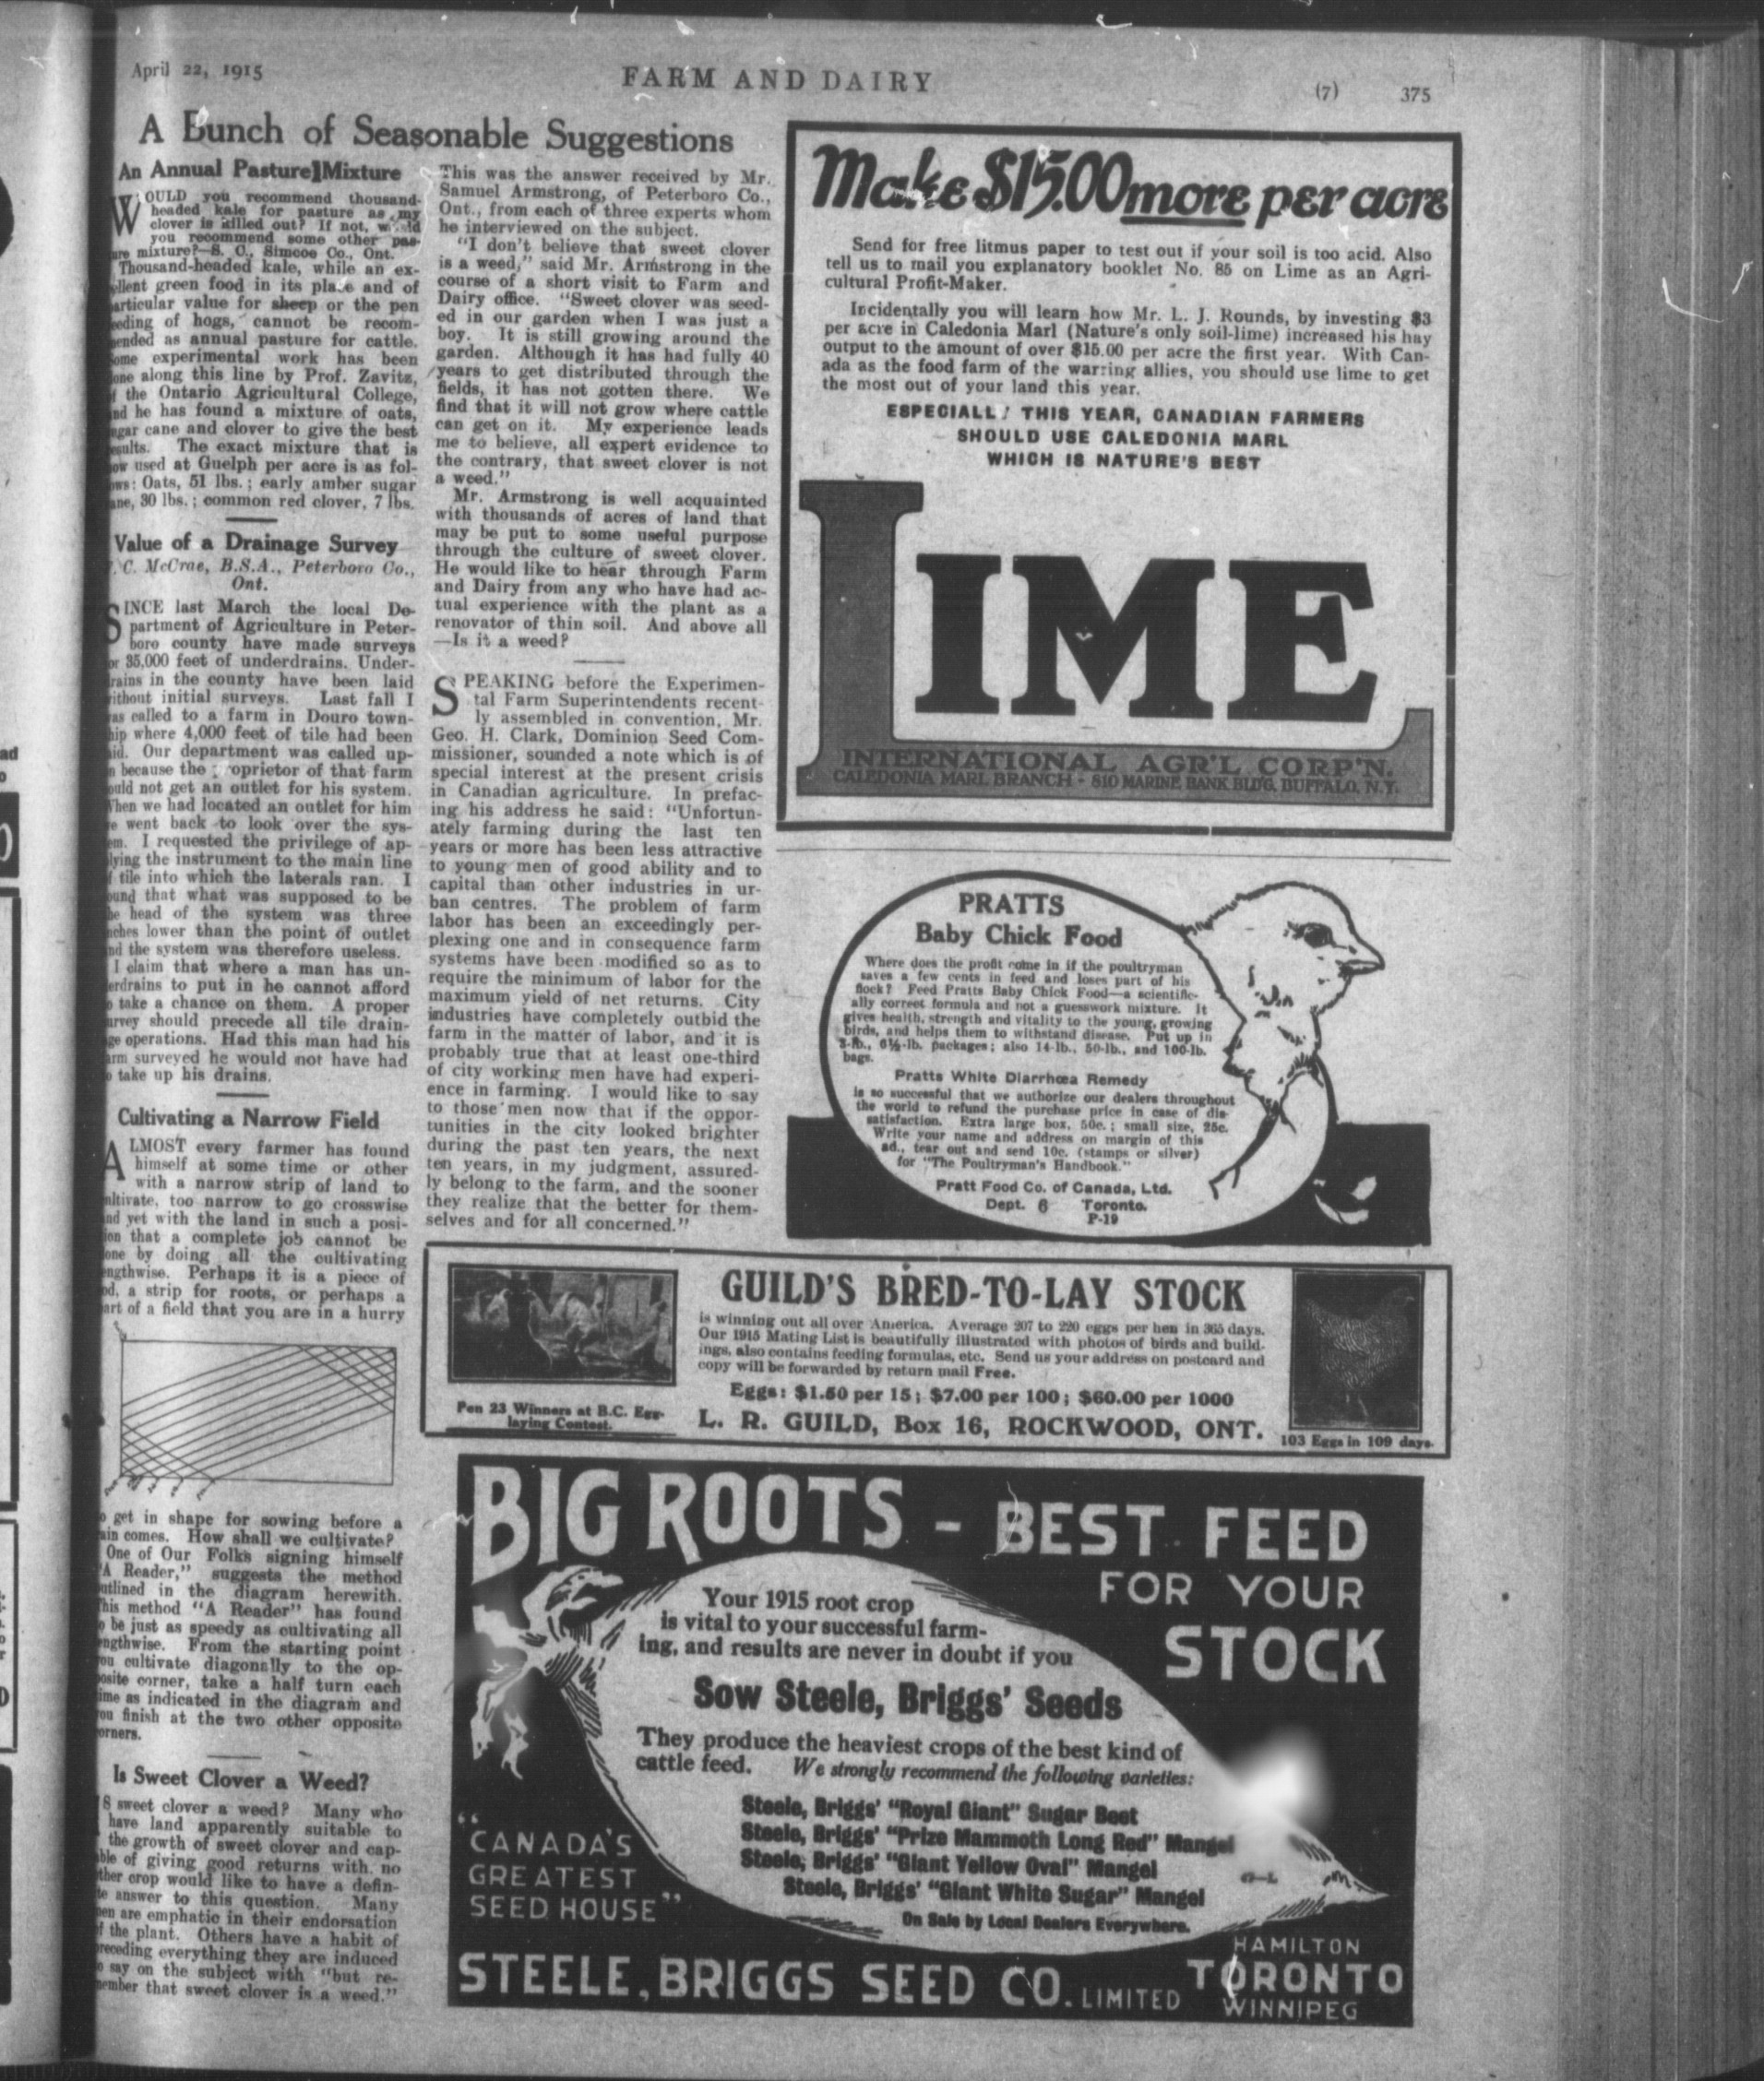 April 22, 1915
FARM AND DAIRY
(7) 375
A Bunch of Seasonable Suggestions
An Annual Pasture Mixture
WOULD you recommend thousand-
headed kale for pasture as my
clover is killed out? If not, would
you recommend some other pas-
mixture?—S. C., Simcoe Co., Ont.
Thousand-headed kale, while an ex-
green food in its place and of
value for sheep or the pen
of hogs, cannot be recom-
as annual pasture for cattle.
experimental work has been
along this line by Prof. Zavitz,
the Ontario Agricultural College,
he has found a mixture of oats,
cane and clover to give the best
The exact mixture that is
used at Guelph per acre is as fol-
Oats, 51 lbs.; early amber sugar
30 lbs.; common red clover, 7 lbs.
Value of a Drainage Survey
C. McCrae, B.S.A., Peterboro Co.,
Ont.
SINCE last March the local De-
partment of Agriculture in Peter-
boro county have made surveys
35,000 feet of underdrains. Under-
in the county have been laid
initial surveys. Last fall I
called to a farm in Douro town-
where 4,000 feet of tile had been
Our department was called up-
because the proprietor of that farm
not get an outlet for his system.
When we had located an outlet for him
went back to look over the sys-
I requested the privilege of ap-
the instrument to the main line
tile into which the laterals ran. I
that what was supposed to be
head of the system was three
lower than the point of outlet
the system was therefore useless.
I claim that where a man has un-
to put in he cannot afford
take a chance on them. A proper
should precede all tile drain-
operations. Had this man had his
surveyed he would not have had
take up his drains.
Cultivating a Narrow Field
ALMOST every farmer has found
himself at some time or other
with a narrow strip of land to
too narrow to go crosswise
yet with the land in such a posi-
that a complete job cannot be
by doing all the cultivating
Perhaps it is a piece of
a strip for roots, or perhaps a
of a field that you are in a hurry
get in shape for sowing before a
comes. How shall we cultivate?
One of Our Folks signing himself
"A Reader," suggests the method
in the diagram herewith.
This method "A Reader" has found
be just as speedy as cultivating all
From the starting point
cultivate diagonally to the op-
corner, take a half turn each
as indicated in the diagram and
finish at the two other opposite
Is Sweet Clover a Weed?
sweet clover a weed? Many who
have land apparently suitable to
the growth of sweet clover and cap-
of giving good returns with no
crop would like to have a defin-
answer to this question. Many
are emphatic in their endorsation
the plant. Others have a habit of
everything they are induced
say on the subject with "but re-
that sweet clover is a weed."
This was the answer received by Mr.
Samuel Armstrong, of Peterboro Co.,
Ont., from each of three experts whom
he interviewed on the subject.
"I don't believe that sweet clover
is a weed," said Mr. Armstrong in the
course of a short visit to Farm and
Dairy office. "Sweet clover was seed-
ed in our garden when I was just a
boy. It is still growing around the
garden. Although it has had fully 40
years to get distributed through the
fields, it has not gotten there. We
find that it will not grow where cattle
can get on it. My experience leads
me to believe, all expert evidence to
the contrary, that sweet clover is not
a weed."
Mr. Armstrong is well acquainted
with thousands of acres of land that
may be put to some useful purpose
through the culture of sweet clover.
He would like to hear through Farm
and Dairy from any who have had ac-
tual experience with the plant as a
renovator of thin soil. And above all
—Is it a weed?
SPEAKING before the Experimen-
tal Farm Superintendents recent-
ly assembled in convention, Mr.
Geo. H. Clark, Dominion Seed Com-
missioner, sounded a note which is of
special interest at the present crisis
in Canadian agriculture. In prefac-
ing his address he said: "Unfortun-
ately farming during the last ten
years or more has been less attractive
to young men of good ability and to
capital than other industries in ur-
ban centres. The problem of farm
labor has been an exceedingly per-
plexing one and in consequence farm
systems have been modified so as to
require the minimum of labor for the
maximum yield of net returns. City
industries have completely outbid the
farm in the matter of labor, and it is
probably true that at least one-third
of city working men have had experi-
ence in farming. I would like to say
to those men now that if the oppor-
tunities in the city looked brighter
during the past ten years, the next
ten years, in my judgment, assured-
ly belong to the farm, and the sooner
they realize that the better for them-
selves and for all concerned."
Make $15.00 more per acre
Send for free litmus paper to test out if your soil is too acid. Also
tell us to mail you explanatory booklet No. 85 on Lime as an Agri-
cultural Profit-Maker.
Incidentally you will learn how Mr. L. J. Rounds, by investing $3
per acre in Caledonia Marl (Nature's only soil-lime) increased his hay
output to the amount of over $15.00 per acre the first year. With Can-
ada as the food farm of the warring allies, you should use lime to get
the most out of your land this year.
ESPECIALLY THIS YEAR, CANADIAN FARMERS
SHOULD USE CALEDONIA MARL
WHICH IS NATURE'S BEST
LIME
INTERNATIONAL AGR'L CORP'N.
CALEDONIA MARL BRANCH - 810 MARINE BANK BLDG, BUFFALO, N.Y.
PRATTS
Baby Chick Food
Where does the profit come in if the poultryman
saves a few cents in feed and loses part of his
flock? Feed Pratts Baby Chick Food—a scientific-
ally correct formula and not a guesswork mixture. It
gives health, strength and vitality to the young, growing
birds, and helps them to withstand disease. Put up in
3-lb., 6½-lb. packages; also 14-lb., 50-lb., and 100-lb.
bags.
Pratts White Diarrhœa Remedy
is so successful that we authorize our dealers throughout
the world to refund the purchase price in case of dis-
satisfaction. Extra large box, 50c.; small size, 25c.
Write your name and address on margin of this
ad., tear out and send 10c. (stamps or silver)
for "The Poultryman's Handbook."
Pratt Food Co. of Canada, Ltd.
Dept. 6 Toronto.
P-19
GUILD'S BRED-TO-LAY STOCK
is winning out all over America. Average 207 to 220 eggs per hen in 365 days.
Our 1915 Mating List is beautifully illustrated with photos of birds and build-
ings, also contains feeding formulas, etc. Send us your address on postcard and
copy will be forwarded by return mail Free.
Eggs: $1.50 per 15; $7.00 per 100; $60.00 per 1000
L. R. GUILD, Box 16, ROCKWOOD, ONT.
Pen 23 Winners at B.C. Egg-
laying Contest.
103 Eggs in 109 days.
BIG ROOTS - BEST FEED
FOR YOUR
STOCK
Your 1915 root crop
is vital to your successful farm-
ing, and results are never in doubt if you
Sow Steele, Briggs' Seeds
They produce the heaviest crops of the best kind of
cattle feed. We strongly recommend the following varieties:
Steele, Briggs' "Royal Giant" Sugar Beet
Steele, Briggs' "Prize Mammoth Long Red" Mangel
Steele, Briggs' "Giant Yellow Oval" Mangel
Steele, Briggs' "Giant White Sugar" Mangel
On Sale by Local Dealers Everywhere.
"CANADA'S
GREATEST
SEED HOUSE"
STEELE, BRIGGS SEED CO. LIMITED
HAMILTON
TORONTO
WINNIPEG